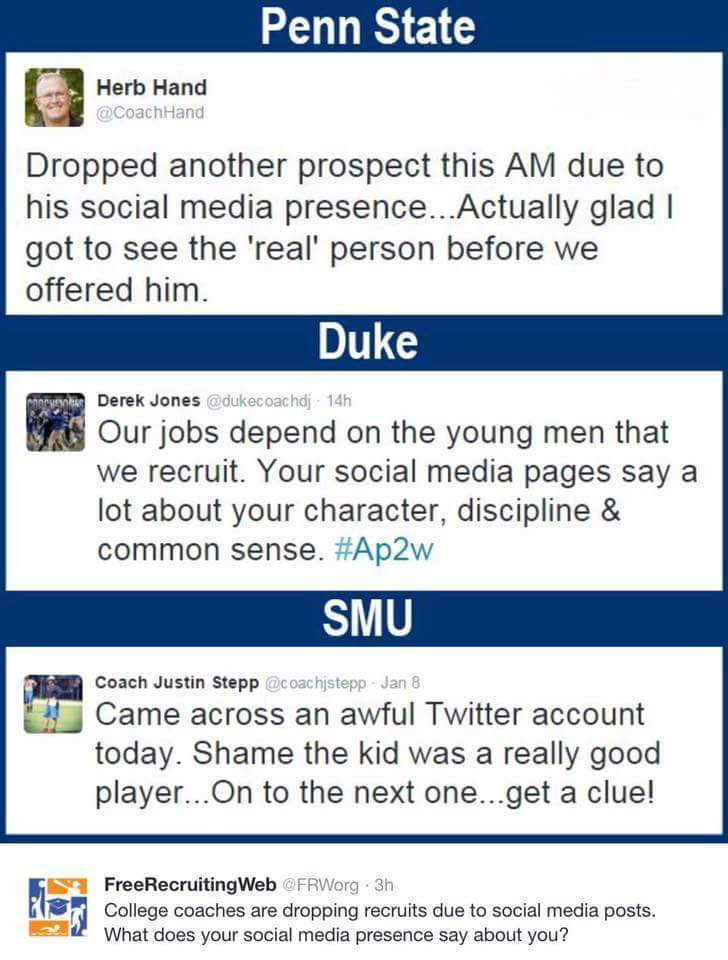 Penn State
Herb Hand
@CoachHand
Dropped another prospect this AM due to
his social media presence...Actually glad I
got to see the 'real' person before we
offered him.
Duke
Derek Jones @dukecoachdj · 14h
Our jobs depend on the young men that
we recruit. Your social media pages say a
lot about your character, discipline &
common sense. #Ap2w
SMU
Coach Justin Stepp @coachjstepp · Jan 8
Came across an awful Twitter account
today. Shame the kid was a really good
player...On to the next one...get a clue!
FreeRecruitingWeb @FRWorg · 3h
College coaches are dropping recruits due to social media posts.
What does your social media presence say about you?